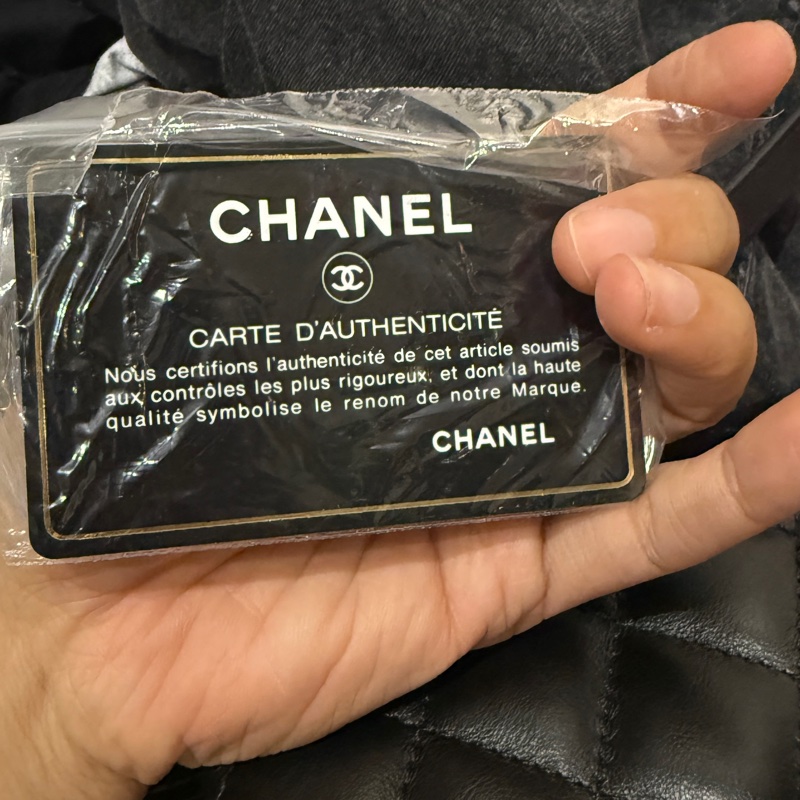 CHANEL
CARTE D'AUTHENTICITÉ
Nous certifions l'authenticité de cet article soumis
aux contrôles les plus rigoureux, et dont la haute
qualité symbolise le renom de notre Marque.
CHANEL